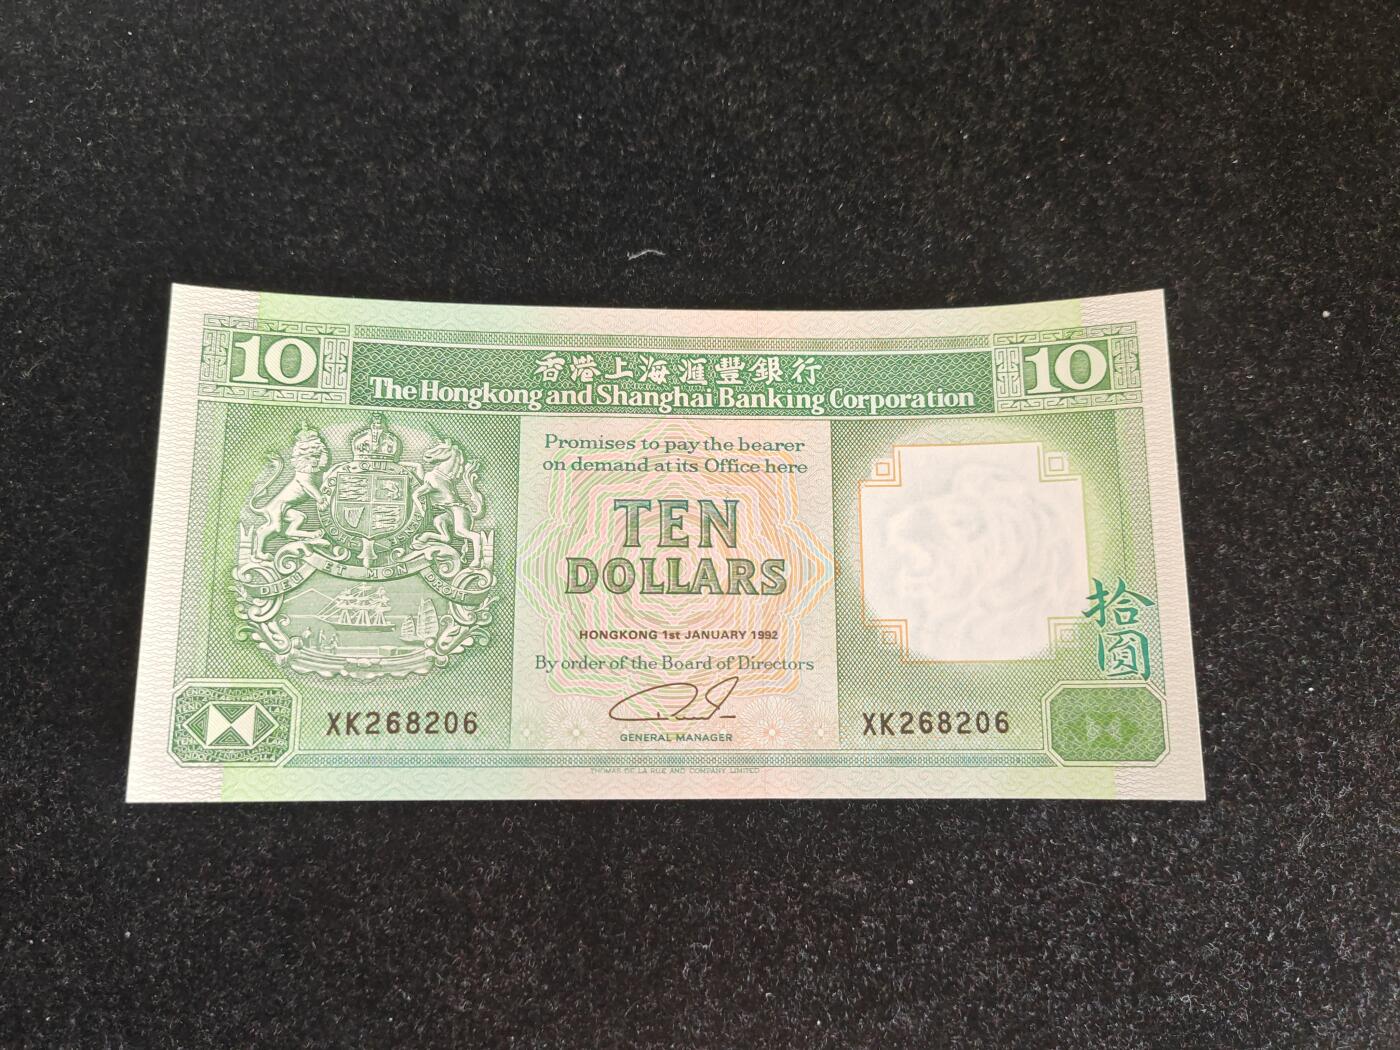 10
香港上海滙豐銀行
10
The Hongkong and Shanghai Banking Corporation
Promises to pay the bearer
on demand at its Office here
TEN
DOLLARS
DIEU ET MON DROIT
HONGKONG 1st JANUARY 1992
By order of the Board of Directors
拾圓
XK268206
XK268206
GENERAL MANAGER
THOMAS DE LA RUE AND COMPANY LIMITED